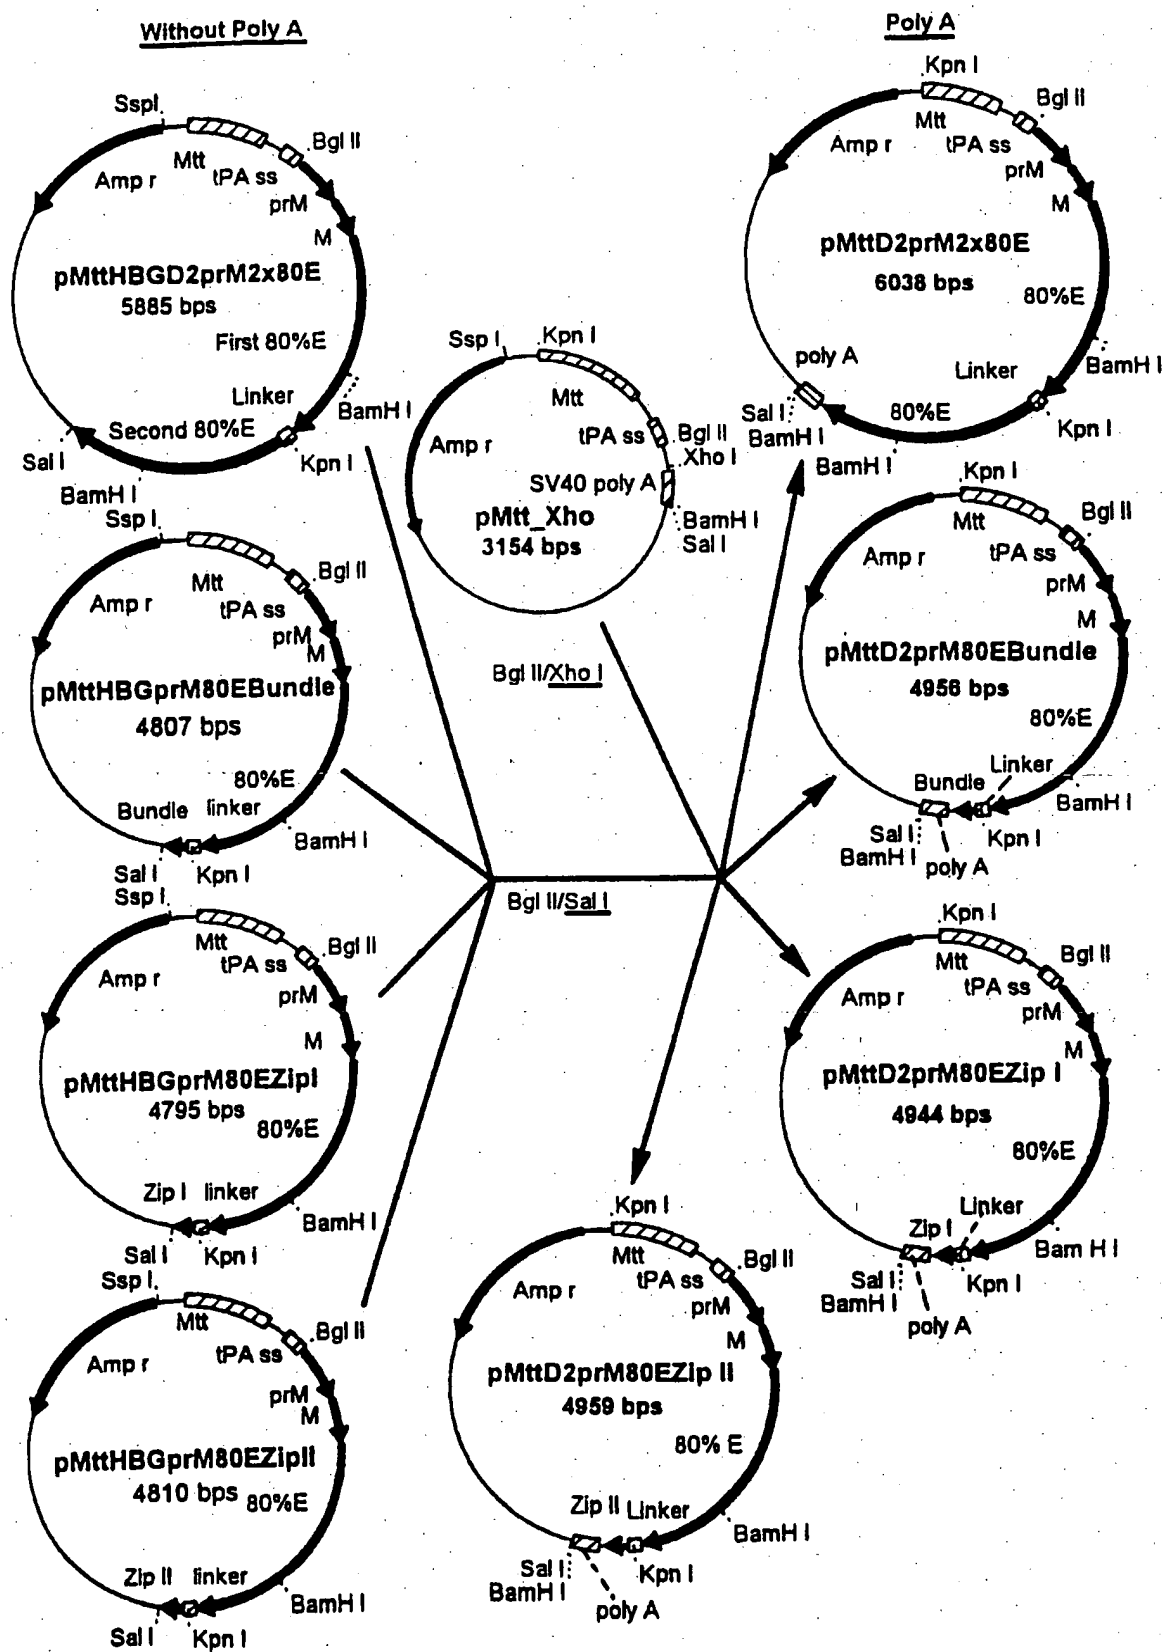 Without Poly A
SspI
Mtt
tPA ss
Bgl II
Amp r
prM
M
pMttHBGD2prM2x80E
5885 bps
First 80%E
Linker
BamH I
Second 80%E
Sal I
Kpn I
BamH I
Ssp I
Mtt
tPA ss
Bgl II
Amp r
prM
M
pMttHBGprM80EBundle
4807 bps
80%E
Bundle linker
BamH I
Sal I
Kpn I
Ssp I
Mtt
tPA ss
Bgl II
Amp r
prM
M
pMttHBGprM80EZipI
4795 bps
80%E
Zip I linker
BamH I
Sal I
Kpn I
Ssp I
Mtt
tPA ss
Bgl II
Amp r
prM
M
pMttHBGprM80EZipII
4810 bps
80%E
Zip II linker
BamH I
Sal I
Kpn I
Ssp I
Kpn I
Mtt
Amp r
tPA ss
Bgl II
Xho I
SV40 poly A
pMtt_Xho
3154 bps
BamH I
Sal I
Bgl II/Xho I
Bgl II/Sal I
Kpn I
Mtt
tPA ss
Bgl II
Amp r
prM
M
pMttD2prM80EZip II
4959 bps
80% E
Zip II Linker
BamH I
Sal I
BamH I
Kpn I
poly A
Poly A
Kpn I
Bgl II
Mtt
Amp r
tPA ss
prM
M
pMttD2prM2x80E
6038 bps
80%E
poly A
BamH I
Linker
Sal I
BamH I
80%E
Kpn I
BamH I
Kpn I
Mtt
Bgl II
Amp r
tPA ss
prM
M
pMttD2prM80EBundle
4956 bps
80%E
Linker
Bundle
BamH I
Sal I
BamH I
Kpn I
poly A
Kpn I
Mtt
Bgl II
Amp r
tPA ss
prM
M
pMttD2prM80EZip I
4944 bps
80%E
Linker
Zip I
Bam H I
Sal I
BamH I
Kpn I
poly A